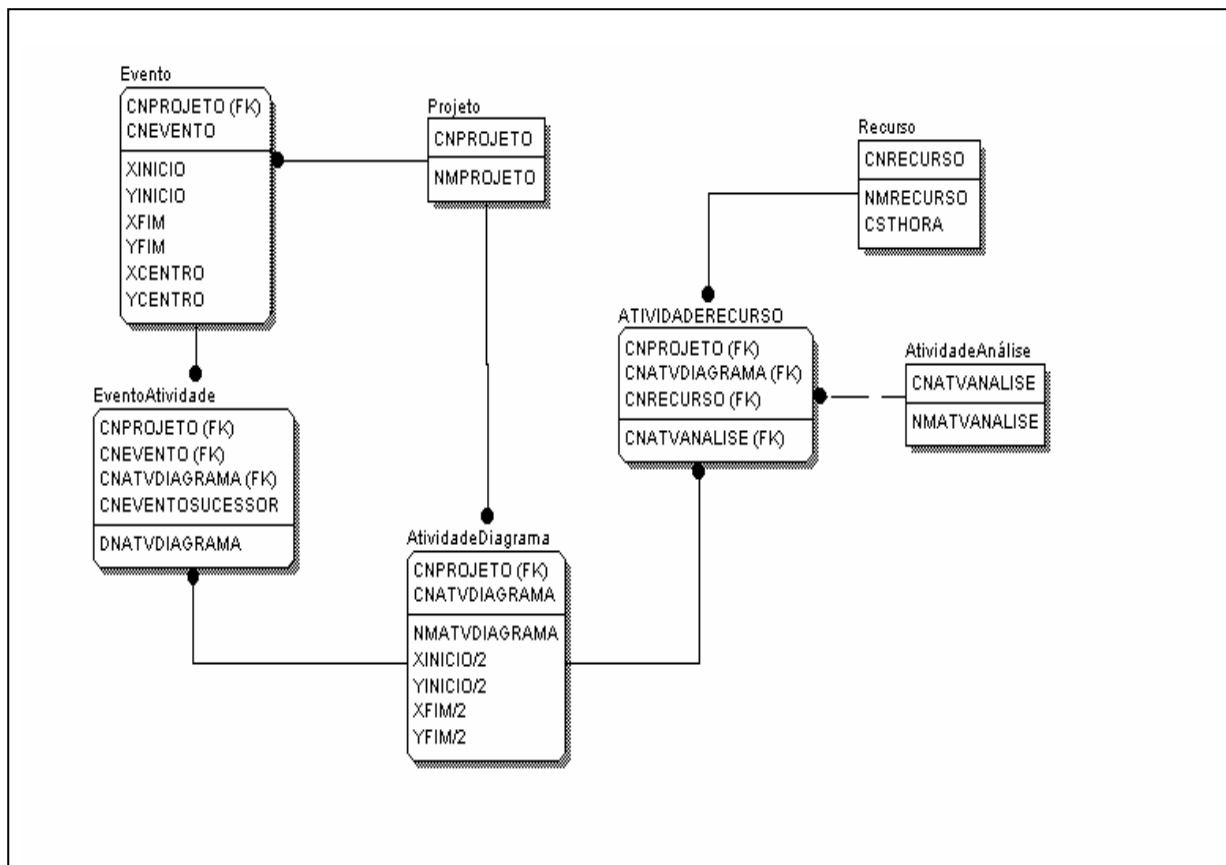 Evento
CNPROJETO (FK)
CNEVENTO
XINICIO
YINICIO
XFIM
YFIM
XCENTRO
YCENTRO
Projeto
CNPROJETO
NMPROJETO
Recurso
CNRECURSO
NMRECURSO
CSTHORA
ATIVIDADERECURSO
CNPROJETO (FK)
CNATVDIAGRAMA (FK)
CNRECURSO (FK)
CNATVANALISE (FK)
AtividadeAnálise
CNATVANALISE
NMATVANALISE
EventoAtividade
CNPROJETO (FK)
CNEVENTO (FK)
CNATVDIAGRAMA (FK)
CNEVENTOSUCESSOR
DNATVDIAGRAMA
AtividadeDiagrama
CNPROJETO (FK)
CNATVDIAGRAMA
NMATVDIAGRAMA
XINICIO/2
YINICIO/2
XFIM/2
YFIM/2